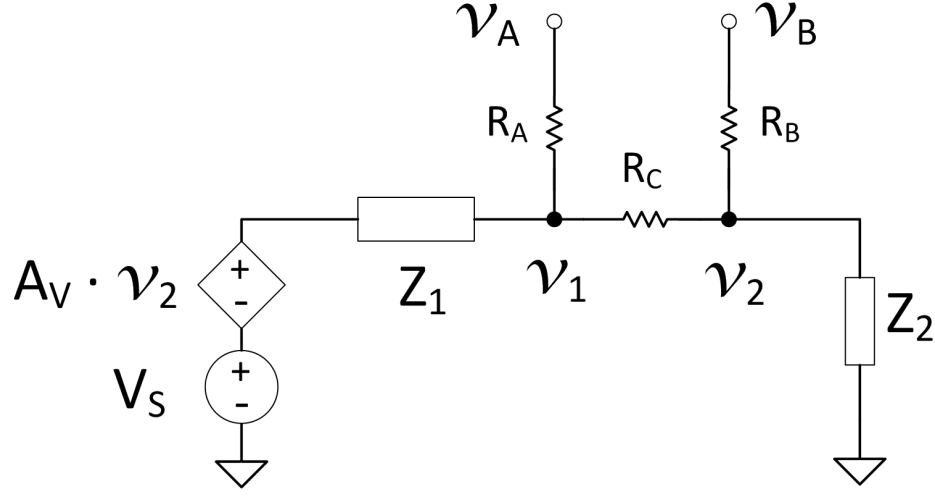 𝓋A
𝓋B
RA
RB
RC
AV · 𝓋2
+
-
Z1
𝓋1
𝓋2
Z2
VS
+
-